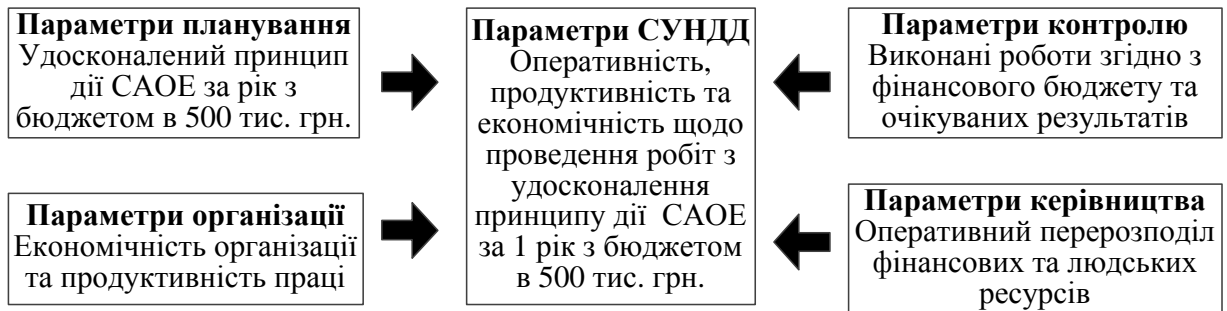 Параметри планування
Удосконалений принцип
дії САОЕ за рік з
бюджетом в 500 тис. грн.
Параметри організації
Економічність організації
та продуктивність праці
Параметри СУНДД
Оперативність,
продуктивність та
економічність щодо
проведення робіт з
удосконалення
принципу дії САОЕ
за 1 рік з бюджетом
в 500 тис. грн.
Параметри контролю
Виконані роботи згідно з
фінансового бюджету та
очікуваних результатів
Параметри керівництва
Оперативний перерозподіл
фінансових та людських
ресурсів